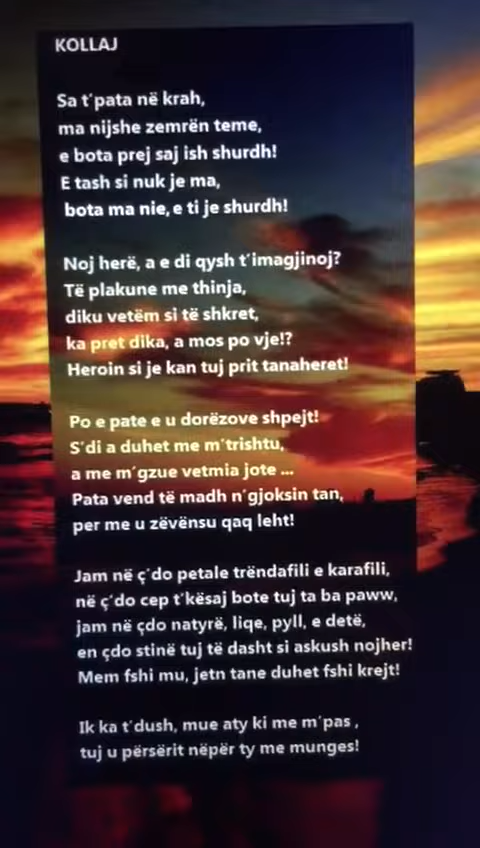 KOLLAJ
Sa t'pata në krah,
ma nijshe zemrën teme,
e bota prej saj ish shurdh!
E tash si nuk je ma,
bota ma nie, e ti je shurdh!
Noj herë, a e di qysh t'imagjinoj?
Të plakune me thinja,
diku vetëm si të shkret,
ka pret dika, a mos po vje!?
Heroin si je kan tuj prit tanaheret!
Po e pate e u dorëzove shpejt!
S'di a duhet me m'trishtu,
a me m'gzue vetmia jote ...
Pata vend të madh n'gjoksin tan,
per me u zëvënsu qaq leht!
Jam në ç'do petale trëndafili e karafili,
në ç'do cep t'kësaj bote tuj ta ba paww,
jam në çdo natyrë, liqe, pyll, e detë,
en çdo stinë tuj të dasht si askush nojher!
Mem fshi mu, jetn tane duhet fshi krejt!
Ik ka t'dush, mue aty ki me m'pas ,
tuj u përsërit nëpër ty me munges!